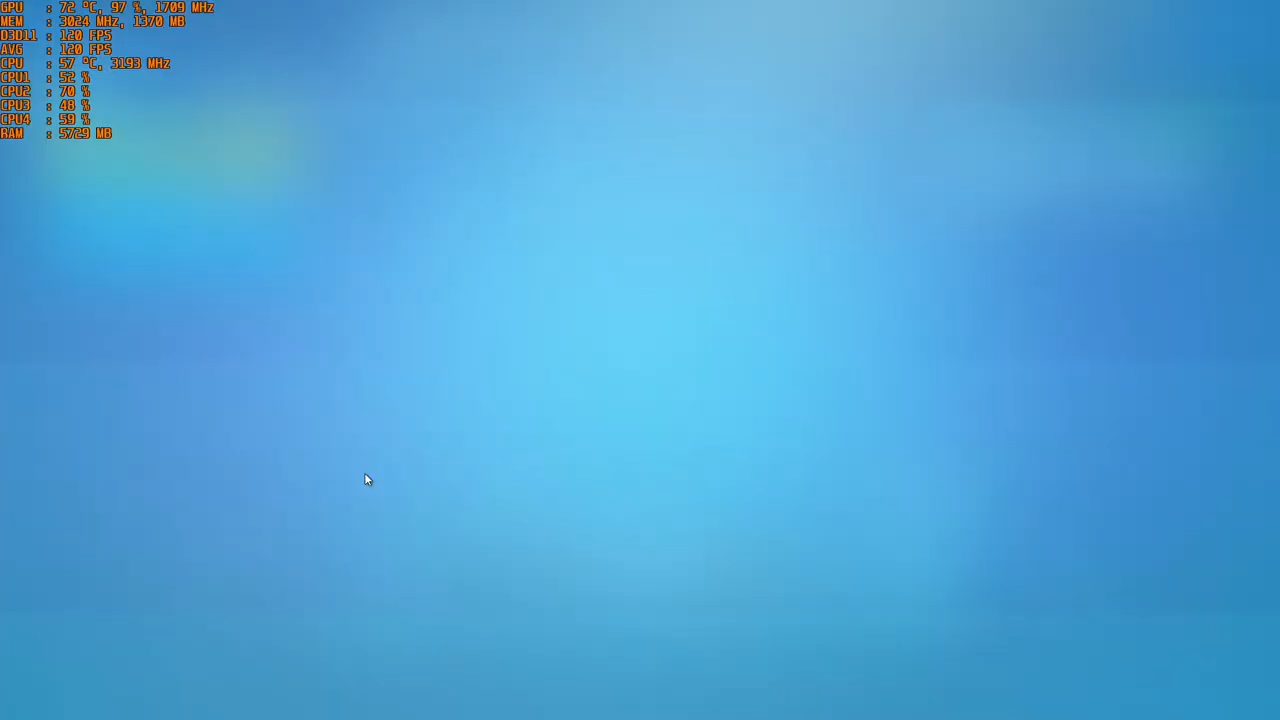 GPU : 72 °C, 97 %, 1709 MHz
MEM : 3024 MHz, 1370 MB
D3D11 : 120 FPS
AVG : 120 FPS
CPU : 57 °C, 3193 MHz
CPU1 : 52 %
CPU2 : 70 %
CPU3 : 48 %
CPU4 : 59 %
RAM : 5729 MB